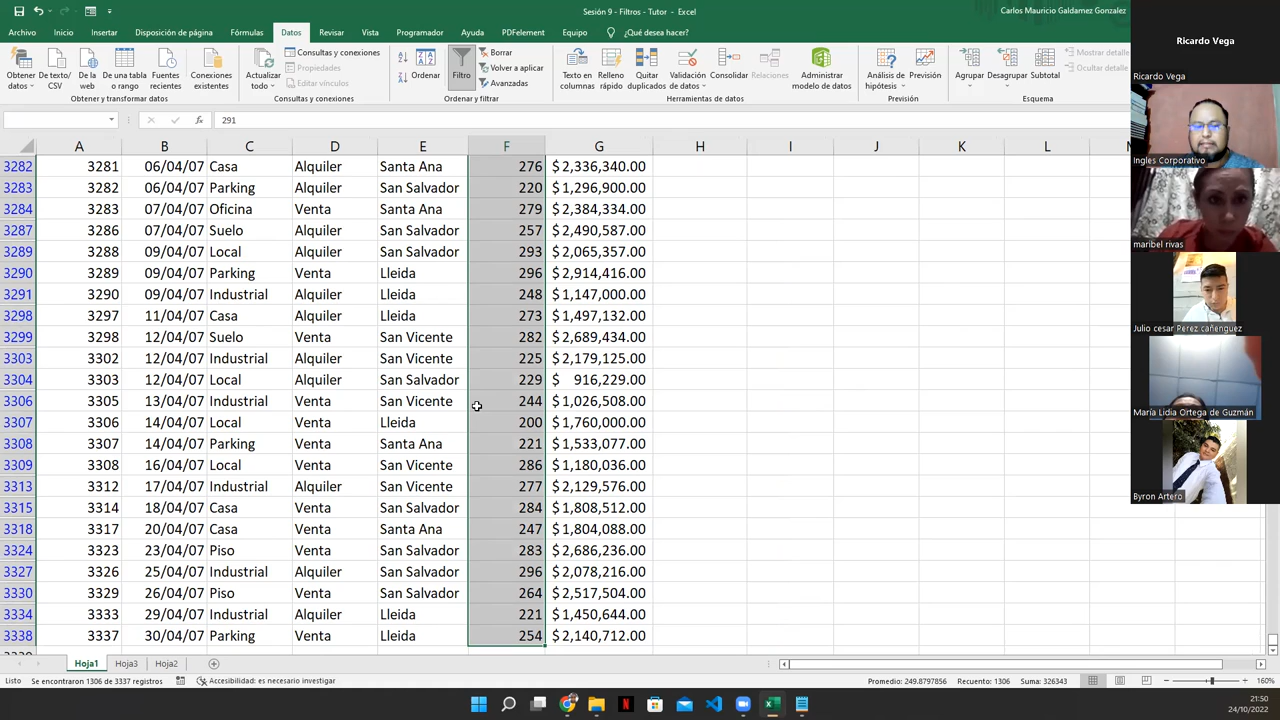 Sesión 9 - Filtros - Tutor - Excel
Carlos Mauricio Galdamez Gonzalez
Archivo Inicio Insertar Disposición de página Fórmulas Datos Revisar Vista Programador Ayuda PDFelement Equipo ¿Qué desea hacer?
Obtener datos
De texto/CSV
De la web
De una tabla o rango
Fuentes recientes
Conexiones existentes
Obtener y transformar datos
Actualizar todo
Consultas y conexiones
Propiedades
Editar vínculos
Consultas y conexiones
Ordenar
Filtro
Borrar
Volver a aplicar
Avanzadas
Ordenar y filtrar
Texto en columnas
Relleno rápido
Quitar duplicados
Validación de datos
Consolidar
Relaciones
Administrar modelo de datos
Herramientas de datos
Análisis de hipótesis
Previsión
Previsión
Agrupar
Desagrupar
Subtotal
Mostrar detalle
Ocultar detalle
Esquema
fx 291
A B C D E F G H I J K L M
3282 3281 06/04/07 Casa Alquiler Santa Ana 276 $ 2,336,340.00
3283 3282 06/04/07 Parking Alquiler San Salvador 220 $ 1,296,900.00
3284 3283 07/04/07 Oficina Venta Santa Ana 279 $ 2,384,334.00
3287 3286 07/04/07 Suelo Alquiler San Salvador 257 $ 2,490,587.00
3289 3288 09/04/07 Local Alquiler San Salvador 293 $ 2,065,357.00
3290 3289 09/04/07 Parking Venta Lleida 296 $ 2,914,416.00
3291 3290 09/04/07 Industrial Alquiler Lleida 248 $ 1,147,000.00
3298 3297 11/04/07 Casa Alquiler Lleida 273 $ 1,497,132.00
3299 3298 12/04/07 Suelo Venta San Vicente 282 $ 2,689,434.00
3303 3302 12/04/07 Industrial Alquiler San Vicente 225 $ 2,179,125.00
3304 3303 12/04/07 Local Alquiler San Salvador 229 $ 916,229.00
3306 3305 13/04/07 Industrial Venta San Vicente 244 $ 1,026,508.00
3307 3306 14/04/07 Local Venta Lleida 200 $ 1,760,000.00
3308 3307 14/04/07 Parking Venta Santa Ana 221 $ 1,533,077.00
3309 3308 16/04/07 Local Venta San Vicente 286 $ 1,180,036.00
3313 3312 17/04/07 Industrial Alquiler San Vicente 277 $ 2,129,576.00
3315 3314 18/04/07 Casa Venta San Salvador 284 $ 1,808,512.00
3318 3317 20/04/07 Casa Venta Santa Ana 247 $ 1,804,088.00
3324 3323 23/04/07 Piso Venta San Salvador 283 $ 2,686,236.00
3327 3326 25/04/07 Industrial Alquiler San Salvador 296 $ 2,078,216.00
3330 3329 26/04/07 Piso Venta San Salvador 264 $ 2,517,504.00
3334 3333 29/04/07 Industrial Alquiler Lleida 221 $ 1,450,644.00
3338 3337 30/04/07 Parking Venta Lleida 254 $ 2,140,712.00
Hoja1 Hoja3 Hoja2
Listo Se encontraron 1306 de 3337 registros Accesibilidad: es necesario investigar Promedio: 249.8797856 Recuento: 1306 Suma: 326343 160%
21:50
24/10/2022
Ricardo Vega
Ricardo Vega
Ingles Corporativo
maribel rivas
Julio cesar Perez cañenguez
María Lidia Ortega de Guzmán
Byron Artero